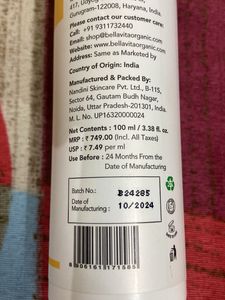 Gurugram-122008, Haryana, India
Please contact our customer care:
Call: +91 9311732440
Email:
shop@bellavitaorganic.com
Website:
www.bellavitaorganic.com
Address: Same as Marketed by
Country of Origin: India
Manufactured & Packed By:
Nandini Skincare Pvt. Ltd., B-115,
Sector 64, Gautam Budh Nagar,
Noida, Uttar Pradesh-201301, India.
M. L. No. UP16320000024
Net Contents : 100 ml / 3.38 fl. oz.
MRP : ₹ 749.00 (Incl. All Taxes)
USP : ₹ 7.49 per ml
Use Before : 24 Months From the
Date of Manufacturing
Batch No.: B24285
Date of
Manufacturing: 10/2024